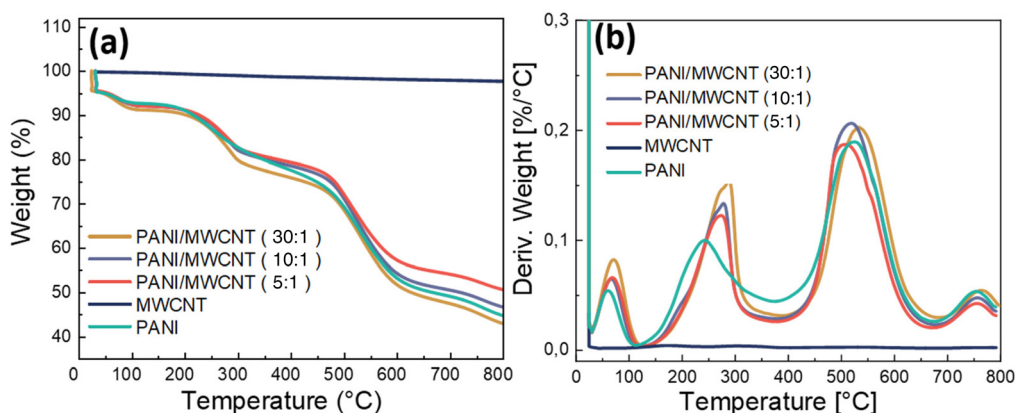 (a)
Weight (%)
110
100
90
80
70
60
50
40
PANI/MWCNT ( 30:1 )
PANI/MWCNT ( 10:1 )
PANI/MWCNT ( 5:1 )
MWCNT
PANI
0 100 200 300 400 500 600 700 800
Temperature (°C)
(b)
Deriv. Weight [%/°C]
0,3
0,2
0,1
0,0
PANI/MWCNT (30:1)
PANI/MWCNT (10:1)
PANI/MWCNT (5:1)
MWCNT
PANI
0 100 200 300 400 500 600 700 800
Temperature [°C]